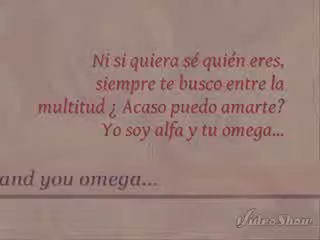 Ni si quiera sé quién eres,
siempre te busco entre la
multitud ¿ Acaso puedo amarte?
Yo soy alfa y tu omega...
and you omega...
VideoShow